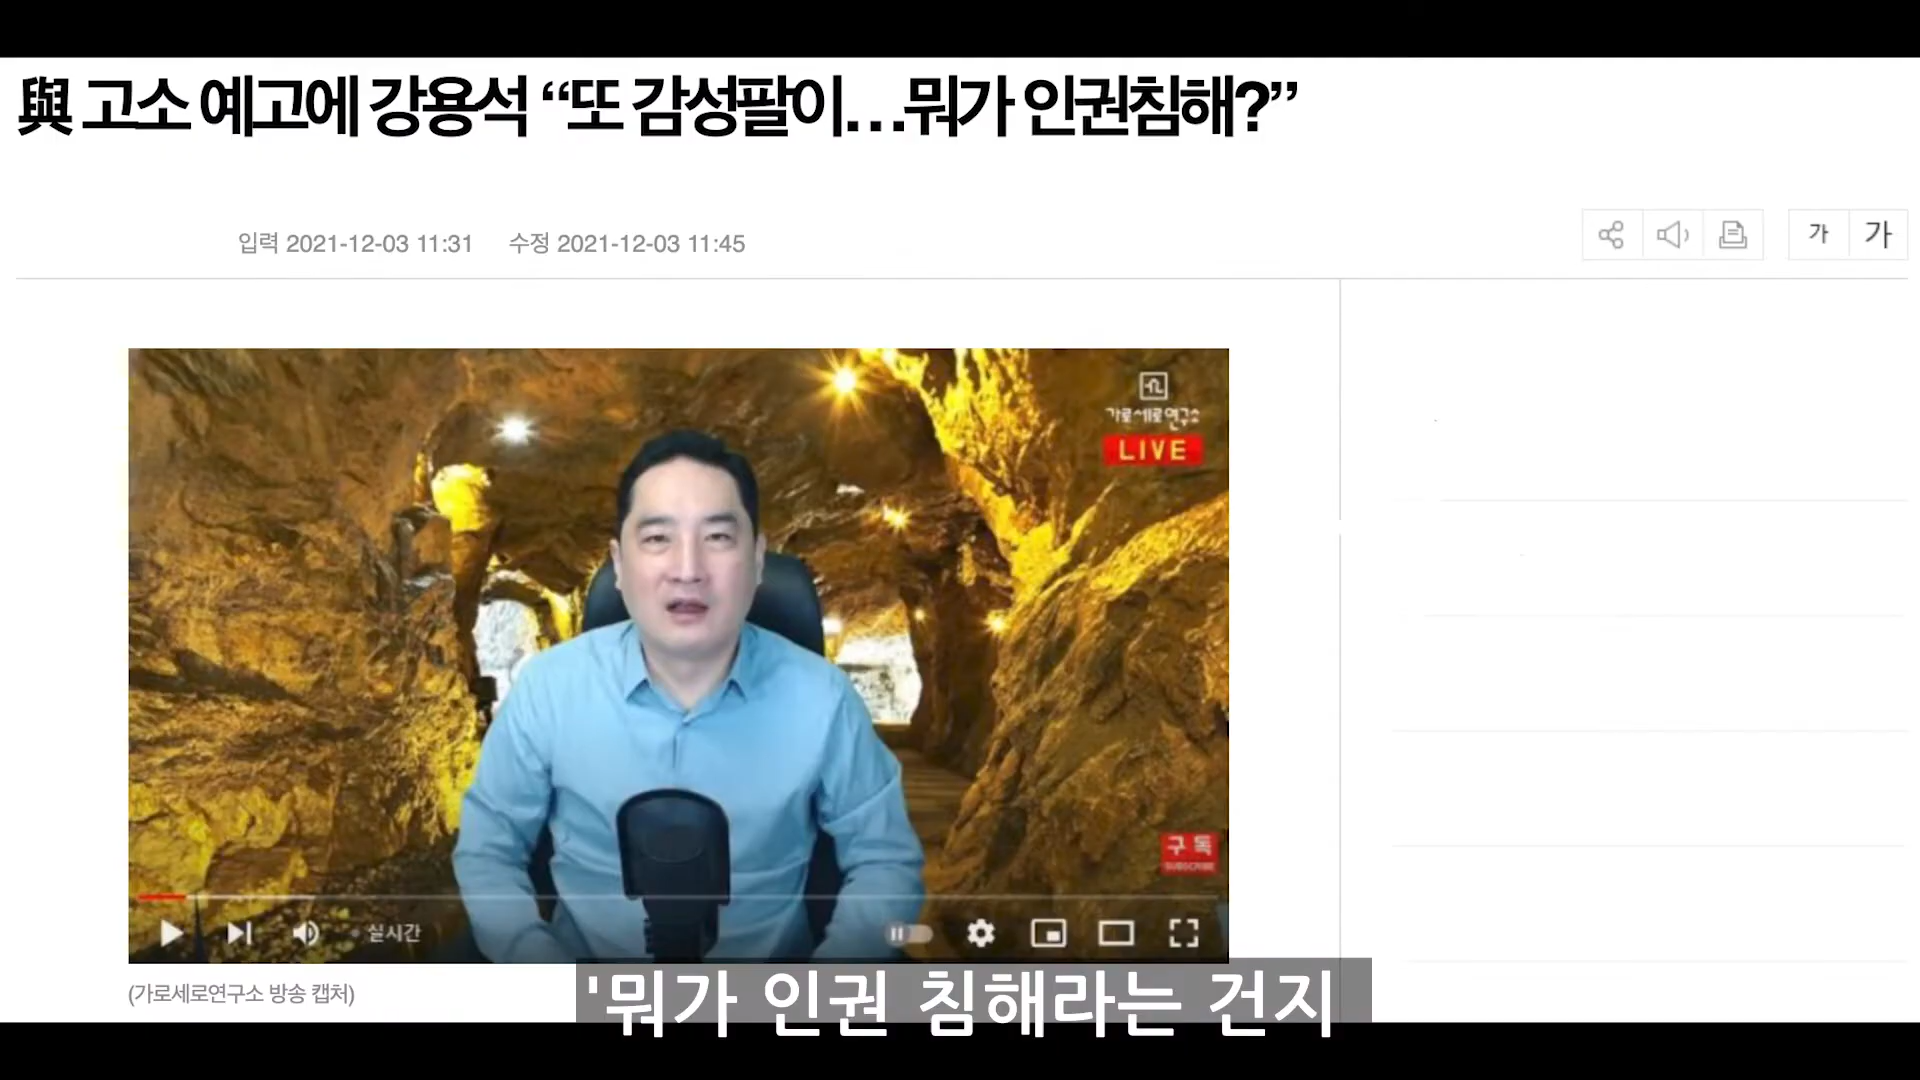 與 고소 예고에 강용석 “또 감성팔이…뭐가 인권침해?”
입력 2021-12-03 11:31 수정 2021-12-03 11:45
가 가
가로세로연구소
LIVE
구독
SUBSCRIBE
실시간
(가로세로연구소 방송 캡처)
'뭐가 인권 침해라는 건지